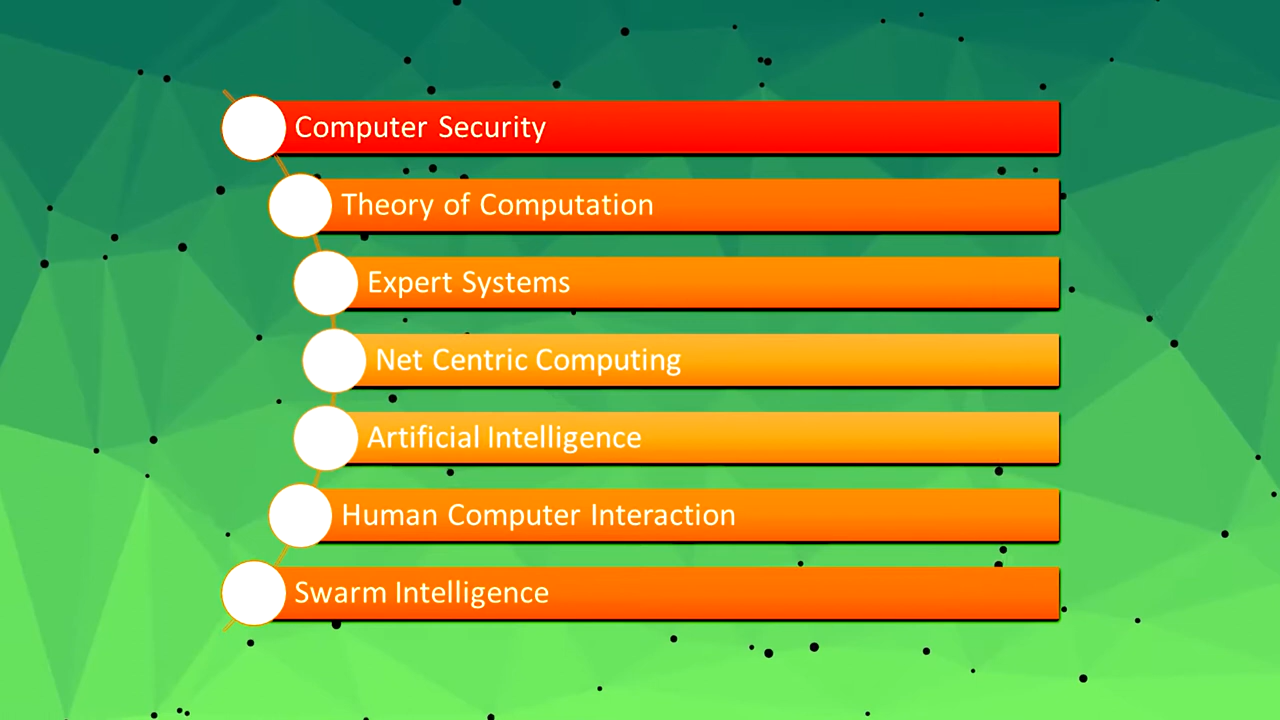 Computer Security
Theory of Computation
Expert Systems
Net Centric Computing
Artificial Intelligence
Human Computer Interaction
Swarm Intelligence